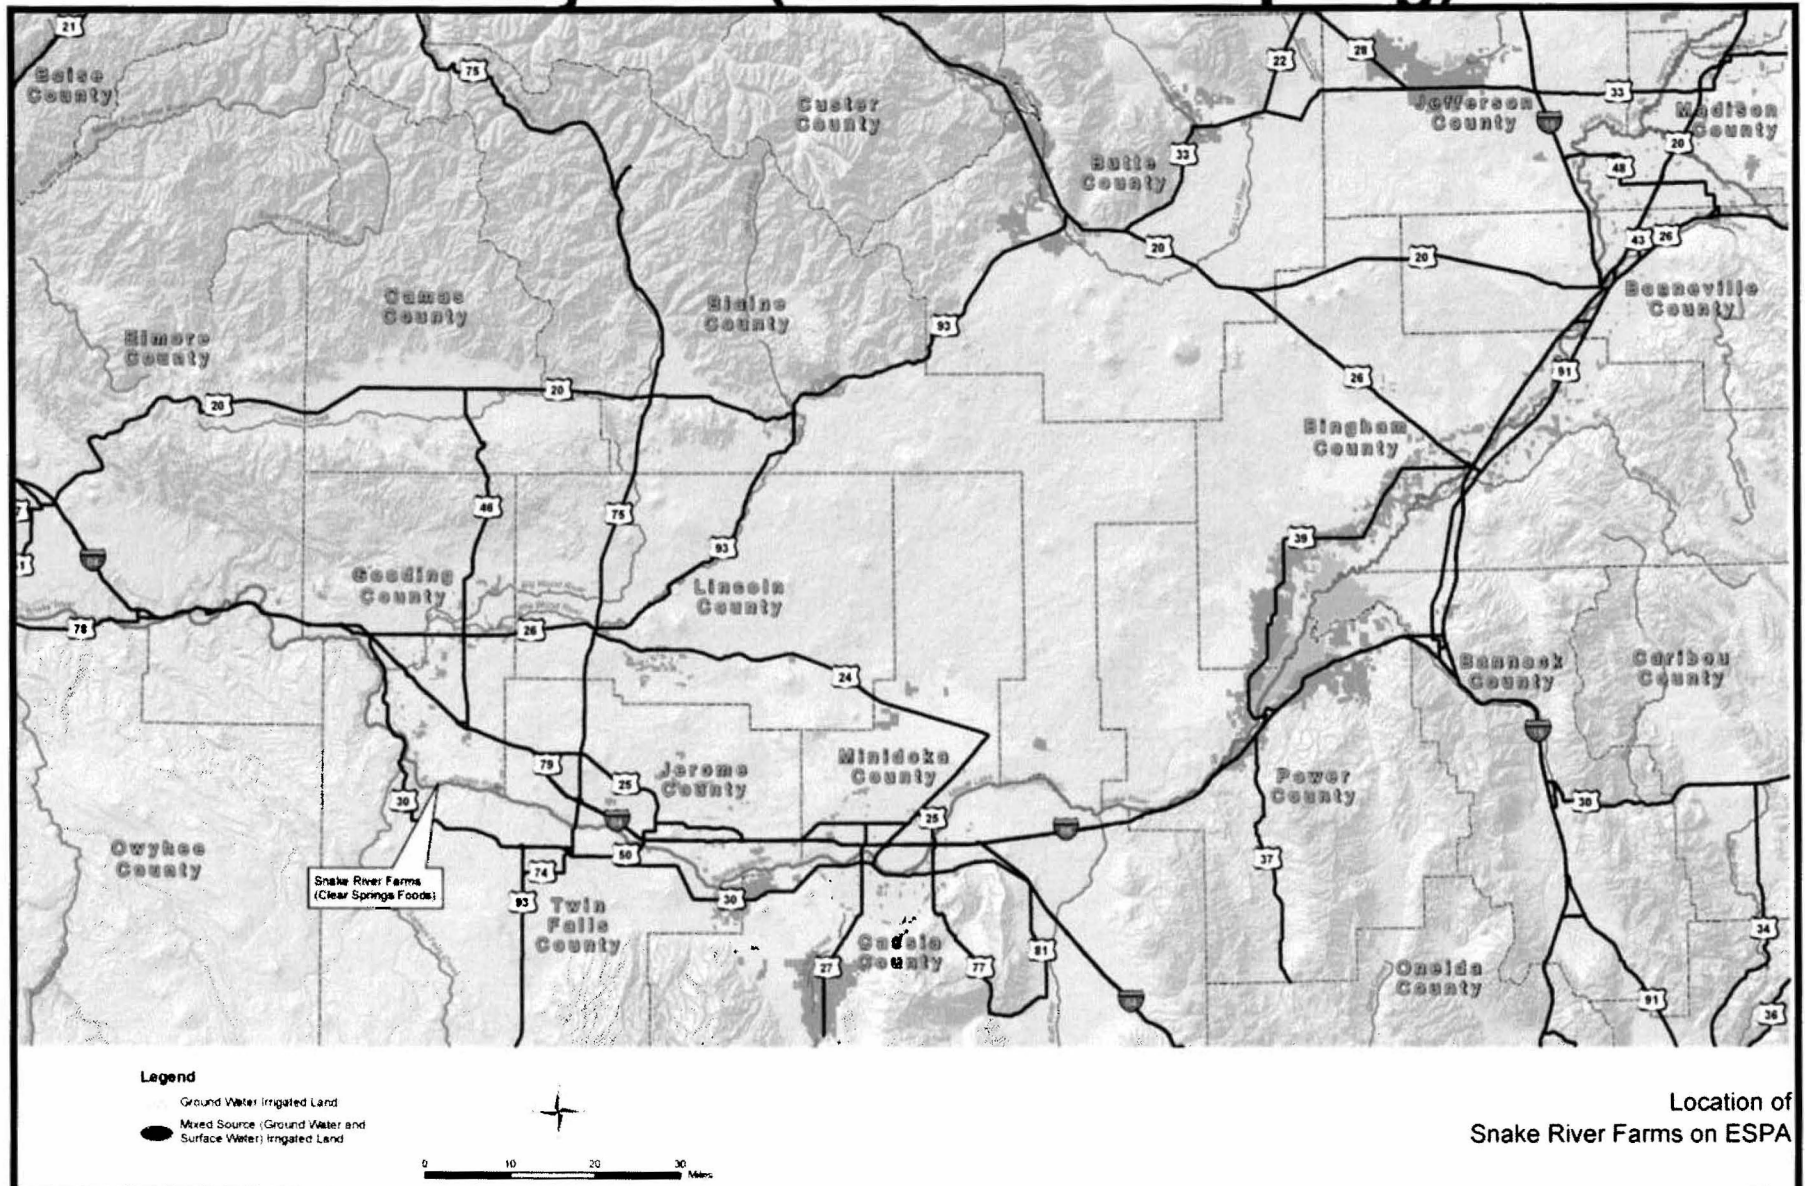 21
Boise
County
75
Custer
County
22
28
33
Jefferson
County
Madison
County
20
33
48
Butte
County
20
20
43
26
Bonneville
County
Camas
County
Blaine
County
Elmore
County
93
20
20
26
91
Bingham
County
46
75
93
39
Gooding
County
Lincoln
County
78
26
24
Bannock
County
Caribou
County
79
25
Jerome
County
Minidoka
County
Power
County
30
30
25
Owyhee
County
50
74
37
Snake River Farms
(Clear Springs Foods)
93
Twin
Falls
County
30
Cassia
County
27
77
81
34
Oneida
County
91
36
Legend
Ground Water Irrigated Land
Mixed Source (Ground Water and
Surface Water) Irrigated Land
0 10 20 30
Miles
Location of
Snake River Farms on ESPA